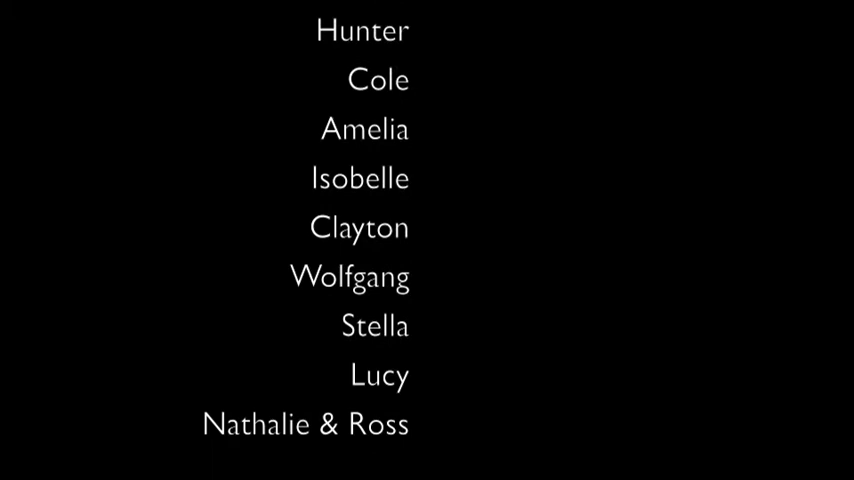 Hunter
Cole
Amelia
Isobelle
Clayton
Wolfgang
Stella
Lucy
Nathalie & Ross